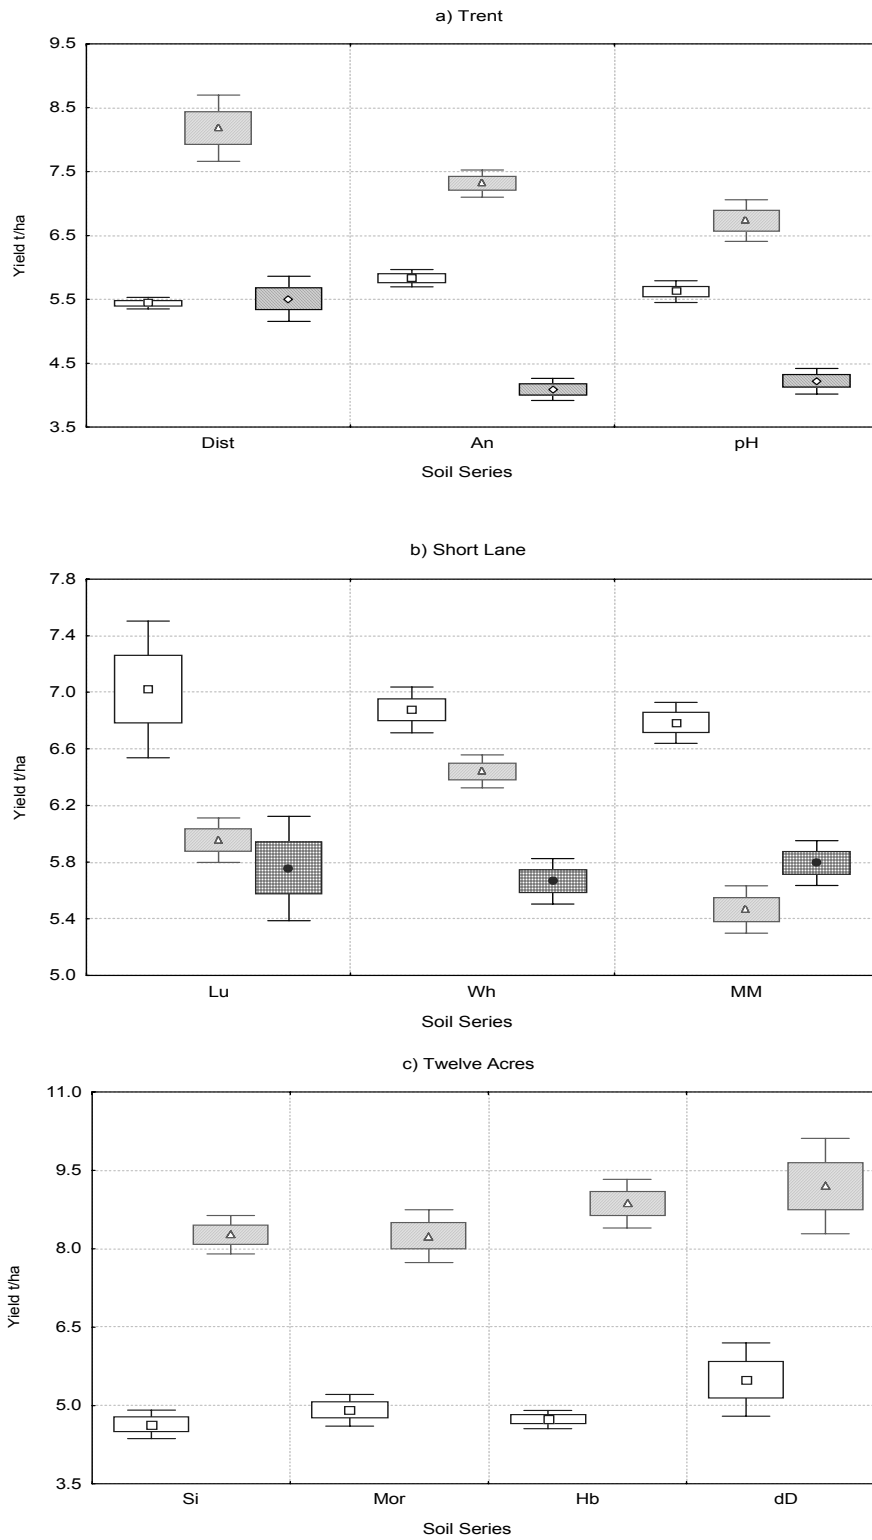 a) Trent
9.5
8.5
7.5
6.5
5.5
4.5
3.5
Yield t/ha
Dist An pH
Soil Series
b) Short Lane
7.8
7.4
7.0
6.6
6.2
5.8
5.4
5.0
Yield t/ha
Lu Wh MM
Soil Series
c) Twelve Acres
11.0
9.5
8.0
6.5
5.0
3.5
Yield t/ha
Si Mor Hb dD
Soil Series